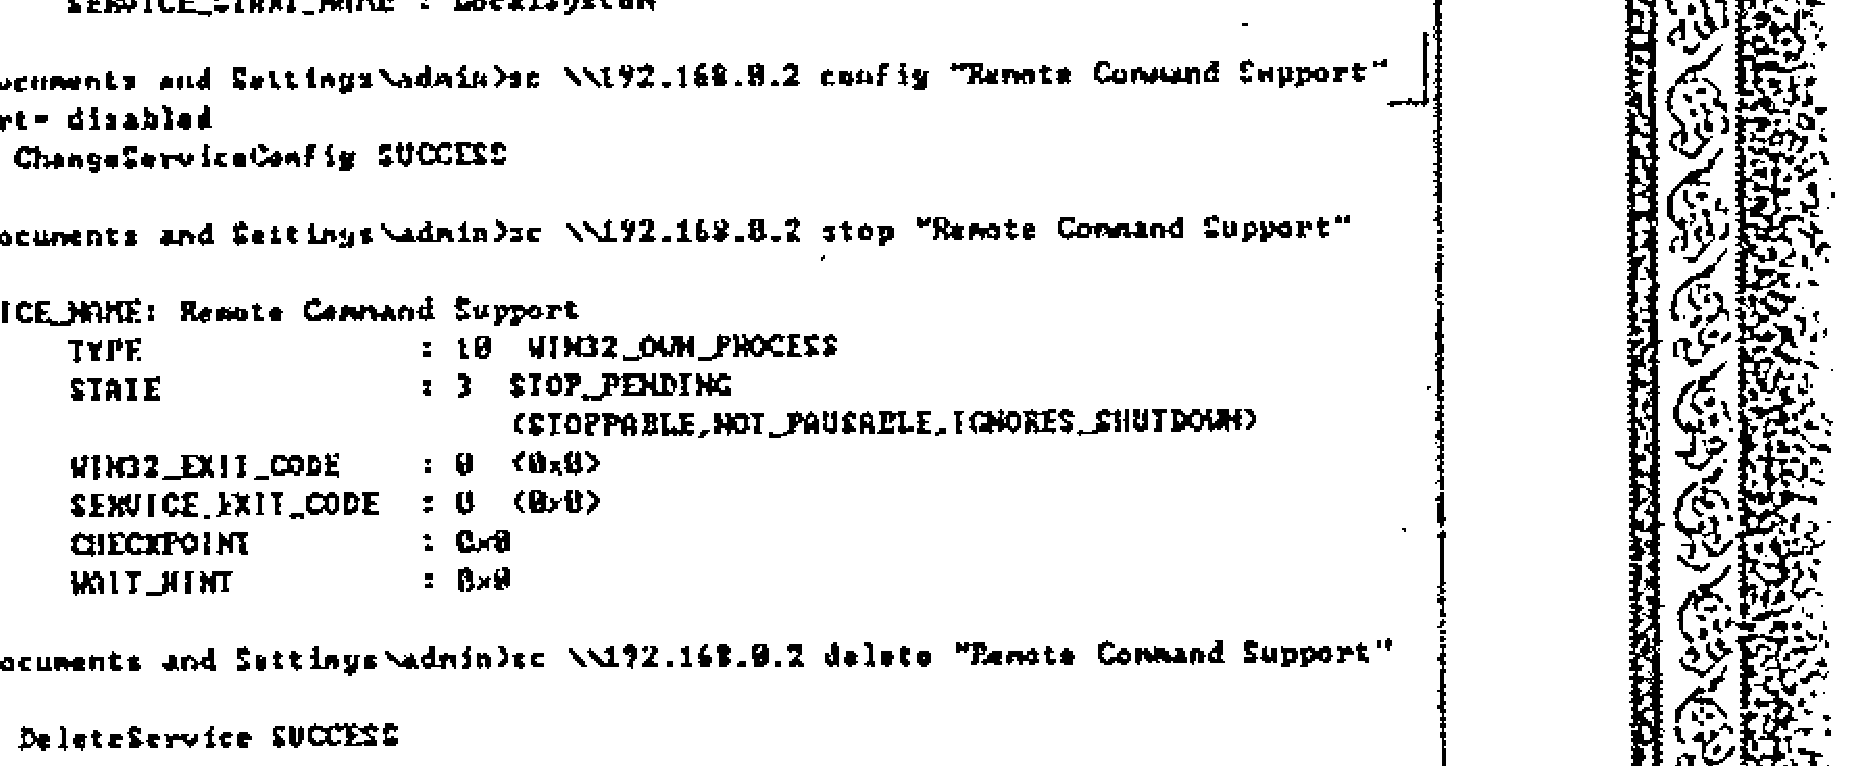 SERVICE_START_NAME : LocalSystem
ocuments and Settings\admin>sc \\192.168.0.2 config "Remote Command Support"
rt= disabled
ChangeServiceConfig SUCCESS
ocuments and Settings\admin>sc \\192.168.0.2 stop "Remote Command Support"
ICE_NAME: Remote Command Support
TYPE : 10 WIN32_OWN_PROCESS
STATE : 3 STOP_PENDING
(STOPPABLE,NOT_PAUSABLE,IGNORES_SHUTDOWN)
WIN32_EXIT_CODE : 0 (0x0)
SERVICE_EXIT_CODE : 0 (0x0)
CHECKPOINT : 0x0
WAIT_HINT : 0x0
ocuments and Settings\admin>sc \\192.168.0.2 delete "Remote Command Support"
DeleteService SUCCESS